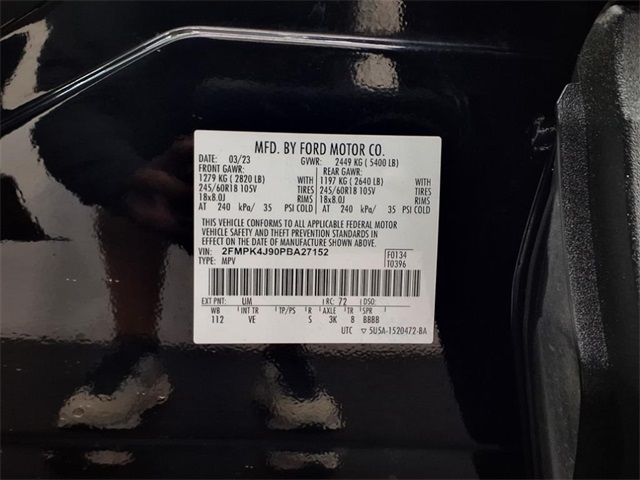 MFD. BY FORD MOTOR CO.
DATE: 03/23 GVWR: 2449 KG ( 5400 LB)
FRONT GAWR: REAR GAWR:
1279 KG ( 2820 LB) WITH 1197 KG ( 2640 LB) WITH
245/60R18 105V TIRES 245/60R18 105V TIRES
18x8.0J RIMS 18x8.0J RIMS
AT 240 kPa/ 35 PSI COLD AT 240 kPa/ 35 PSI COLD
THIS VEHICLE CONFORMS TO ALL APPLICABLE FEDERAL MOTOR
VEHICLE SAFETY AND THEFT PREVENTION STANDARDS IN
EFFECT ON THE DATE OF MANUFACTURE SHOWN ABOVE.
VIN: 2FMPK4J90PBA27152 F0134
TYPE: MPV T0396
EXT PNT: UM RC: 72 DSO:
WB INT TR TP/PS R AXLE TR SPR
112 VE S 3K 8 BBBB
UTC ▽ 5U5A-1520472-BA